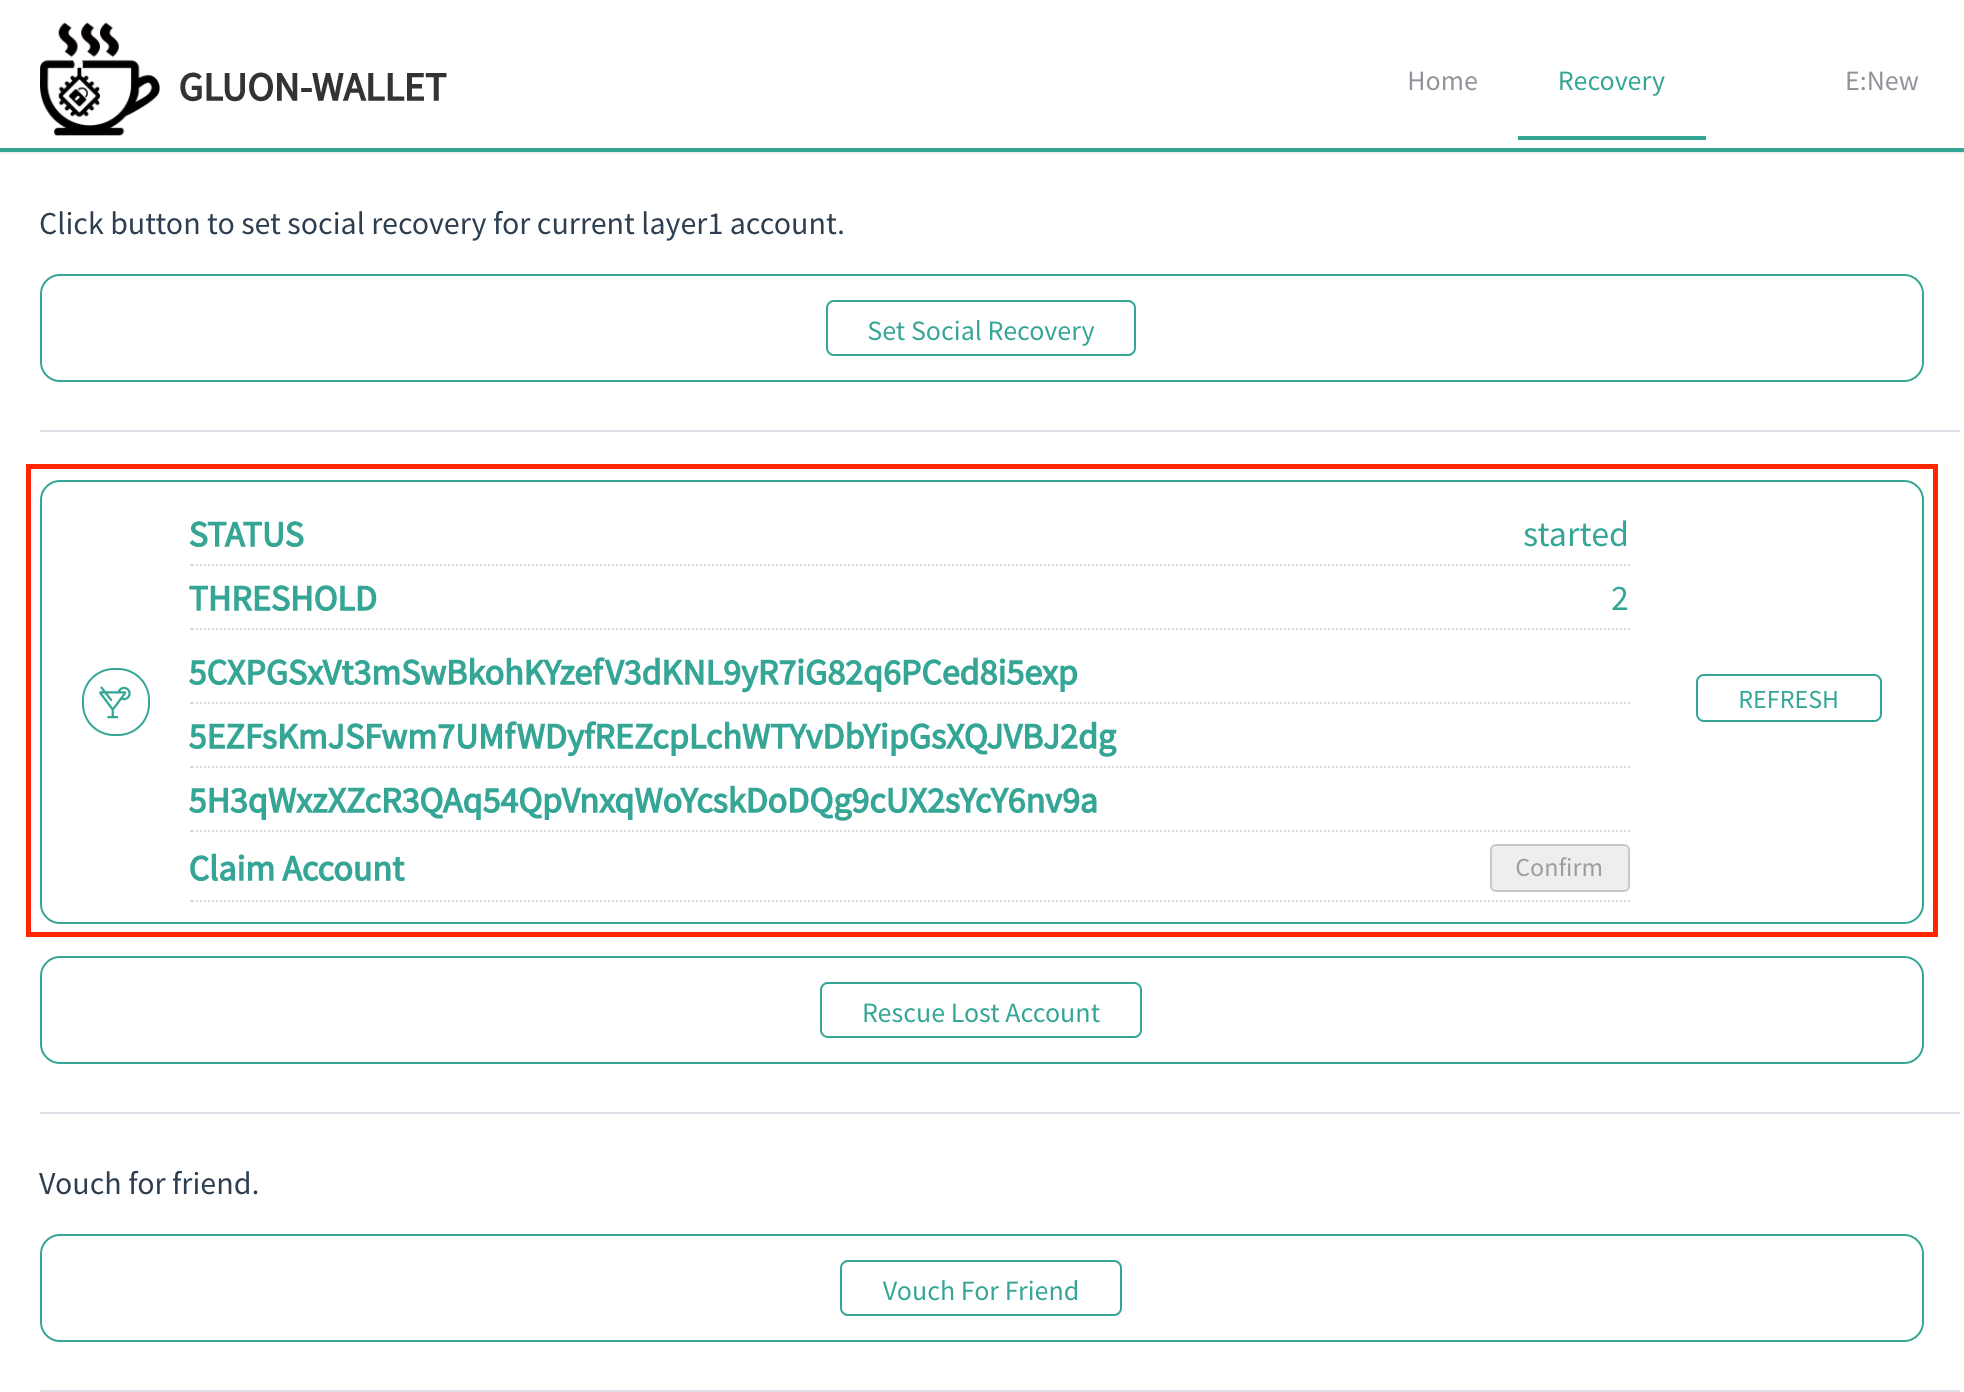 GLUON-WALLET
Home
Recovery
E:New
Click button to set social recovery for current layer1 account.
Set Social Recovery
STATUS
started
THRESHOLD
2
5CXPGSxVt3mSwBkohKYzefV3dKNL9yR7iG82q6PCed8i5exp
5EZFsKmJSFwm7UMfWDyfREZcpLchWTYvDbYipGsXQJVBJ2dg
5H3qWxzXZcR3QAq54QpVnxqWoYcskDoDQg9cUX2sYcY6nv9a
REFRESH
Claim Account
Confirm
Rescue Lost Account
Vouch for friend.
Vouch For Friend